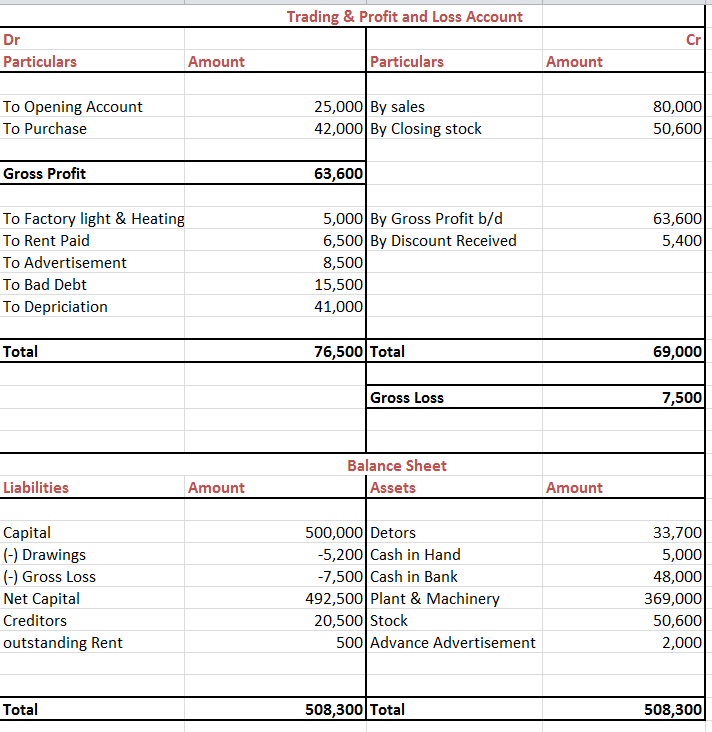 Trading & Profit and Loss Account
Dr Cr
Particulars Amount Particulars Amount
To Opening Account 25,000 By sales 80,000
To Purchase 42,000 By Closing stock 50,600
Gross Profit 63,600
To Factory light & Heating 5,000 By Gross Profit b/d 63,600
To Rent Paid 6,500 By Discount Received 5,400
To Advertisement 8,500
To Bad Debt 15,500
To Depriciation 41,000
Total 76,500 Total 69,000
Gross Loss 7,500
Balance Sheet
Liabilities Amount Assets Amount
Capital 500,000 Detors 33,700
(-) Drawings -5,200 Cash in Hand 5,000
(-) Gross Loss -7,500 Cash in Bank 48,000
Net Capital 492,500 Plant & Machinery 369,000
Creditors 20,500 Stock 50,600
outstanding Rent 500 Advance Advertisement 2,000
Total 508,300 Total 508,300